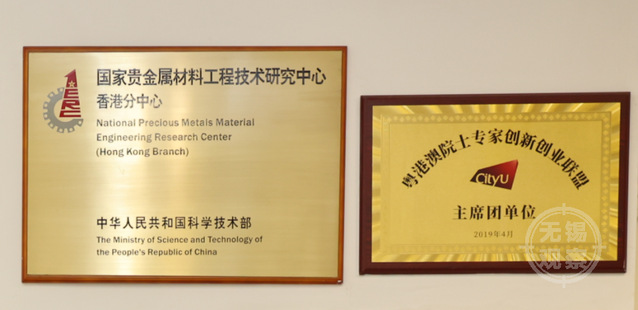 国家贵金属材料工程技术研究中心
香港分中心
National Precious Metals Material
Engineering Research Center
(Hong Kong Branch)
中华人民共和国科学技术部
The Ministry of Science and Technology of
the People's Republic of China
粤港澳院士专家创新创业联盟
CityU
主席团单位
2019年4月
无锡
观察